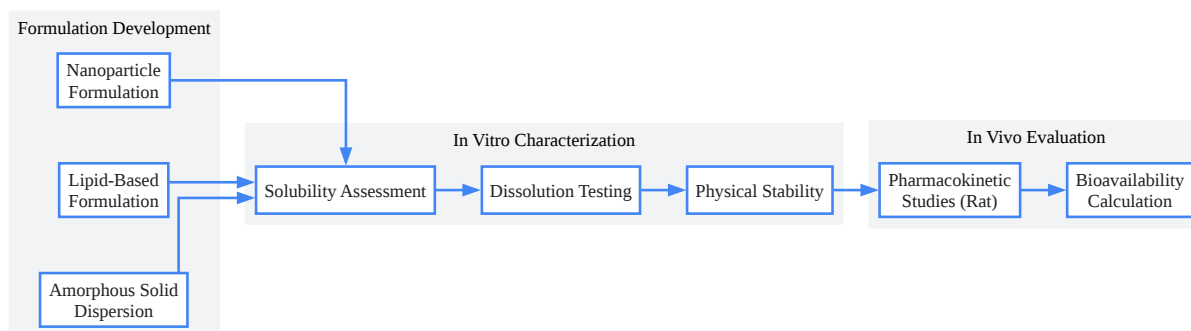 Formulation Development
Nanoparticle
Formulation
Lipid-Based
Formulation
Amorphous Solid
Dispersion
In Vitro Characterization
Solubility Assessment
Dissolution Testing
Physical Stability
In Vivo Evaluation
Pharmacokinetic
Studies (Rat)
Bioavailability
Calculation